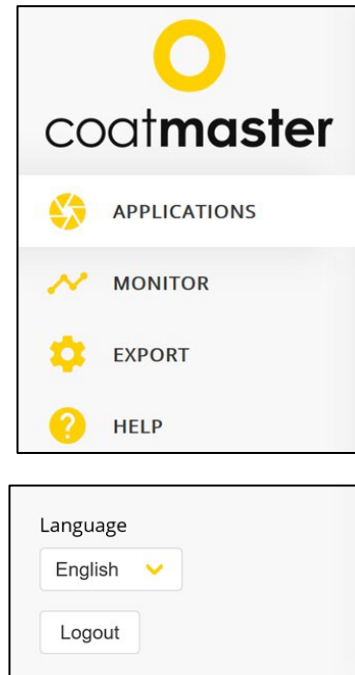 coatmaster
APPLICATIONS
MONITOR
EXPORT
HELP
Language
English
Logout